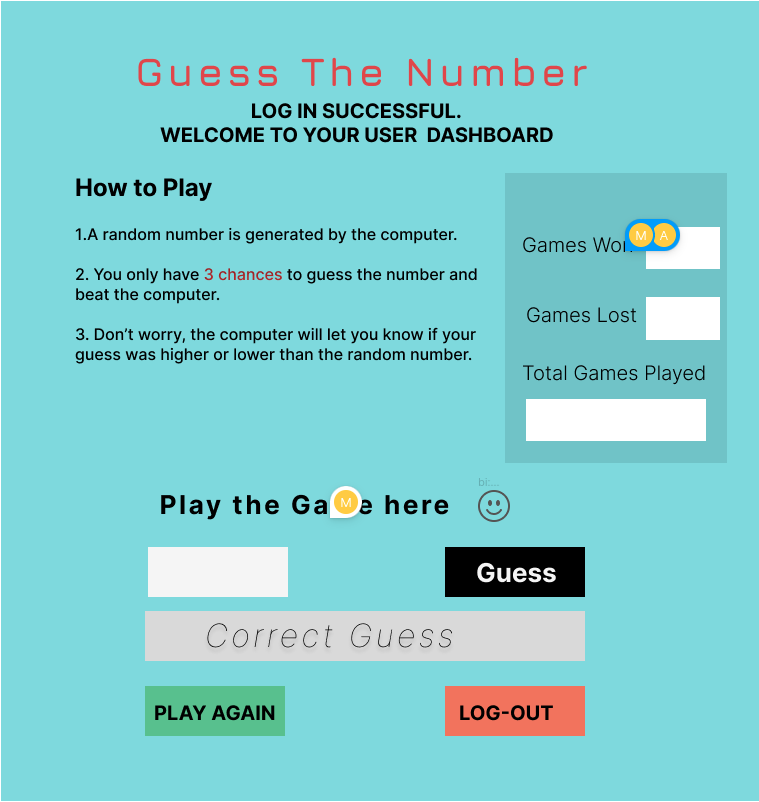 Guess The Number
LOG IN SUCCESSFUL.
WELCOME TO YOUR USER DASHBOARD
How to Play
1.A random number is generated by the computer.
2. You only have 3 chances to guess the number and
beat the computer.
3. Don’t worry, the computer will let you know if your
guess was higher or lower than the random number.
Games Won
M A
Games Lost
Total Games Played
bi:...
Play the Game here
M
Guess
Correct Guess
PLAY AGAIN
LOG-OUT